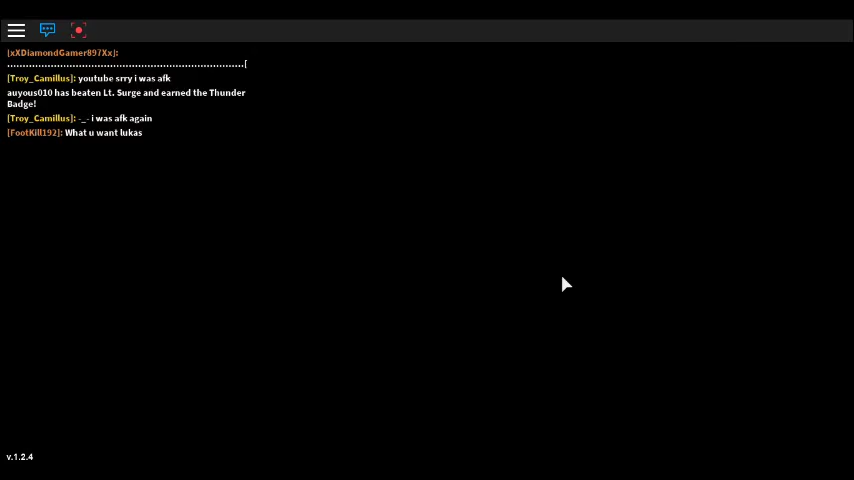 [xXDiamondGamer897Xx]:
..............................................................................[
[Troy_Camillus]: youtube srry i was afk
auyous010 has beaten Lt. Surge and earned the Thunder
Badge!
[Troy_Camillus]: -_- i was afk again
[FootKill192]: What u want lukas
v.1.2.4